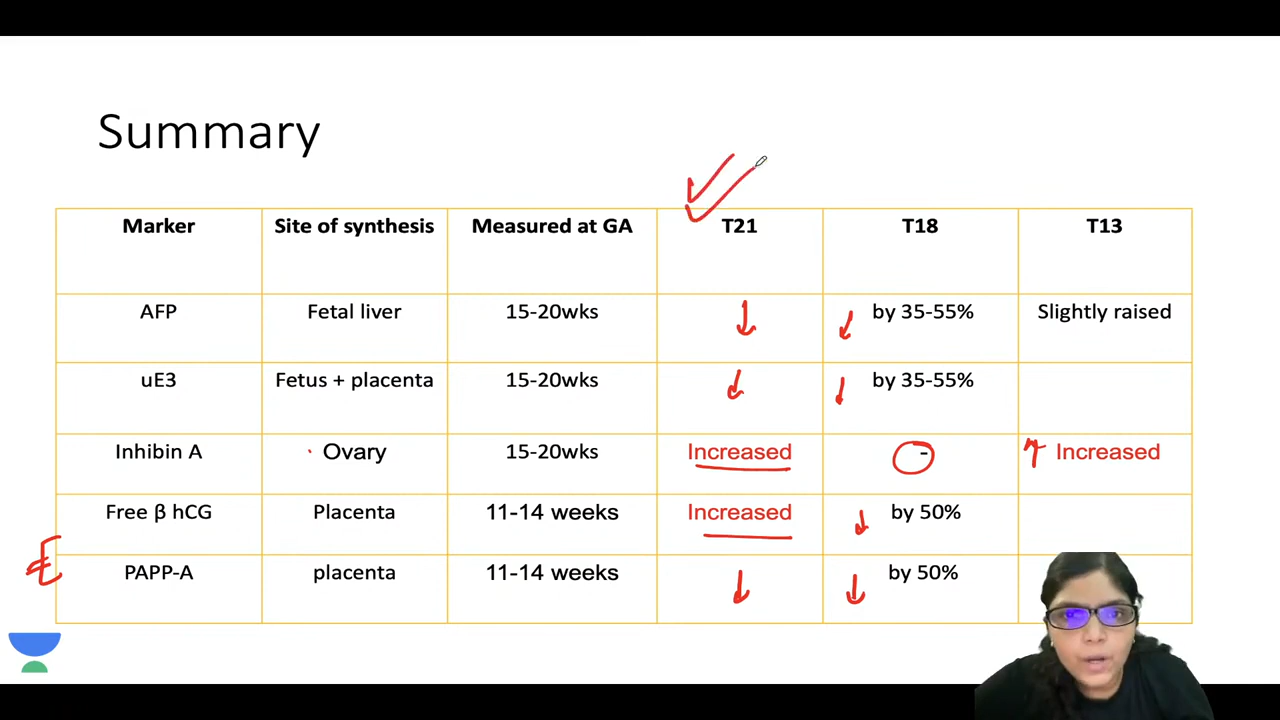 Summary
Marker Site of synthesis Measured at GA T21 T18 T13
AFP Fetal liver 15-20wks ↓ ↓ by 35-55% Slightly raised
uE3 Fetus + placenta 15-20wks ↓ ↓ by 35-55%
Inhibin A Ovary 15-20wks Increased - ↑ Increased
Free β hCG Placenta 11-14 weeks Increased ↓ by 50%
PAPP-A placenta 11-14 weeks ↓ ↓ by 50%